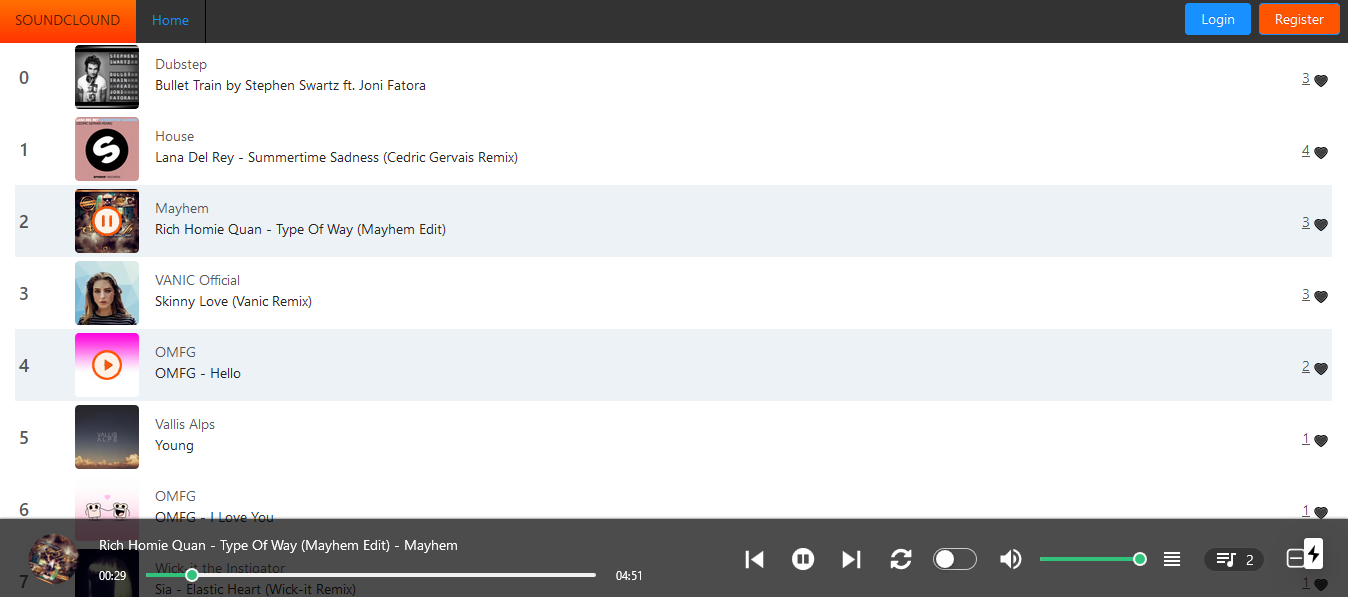 SOUNDCLOUND Home Login Register
0
Dubstep
Bullet Train by Stephen Swartz ft. Joni Fatora
3
1
House
Lana Del Rey - Summertime Sadness (Cedric Gervais Remix)
4
2
Mayhem
Rich Homie Quan - Type Of Way (Mayhem Edit)
3
3
VANIC Official
Skinny Love (Vanic Remix)
3
4
OMFG
OMFG - Hello
2
5
Vallis Alps
Young
1
6
OMFG
OMFG - I Love You
1
Rich Homie Quan - Type Of Way (Mayhem Edit) - Mayhem
00:29 04:51
2
7
Wick-it the Instigator
Sia - Elastic Heart (Wick-it Remix)
1